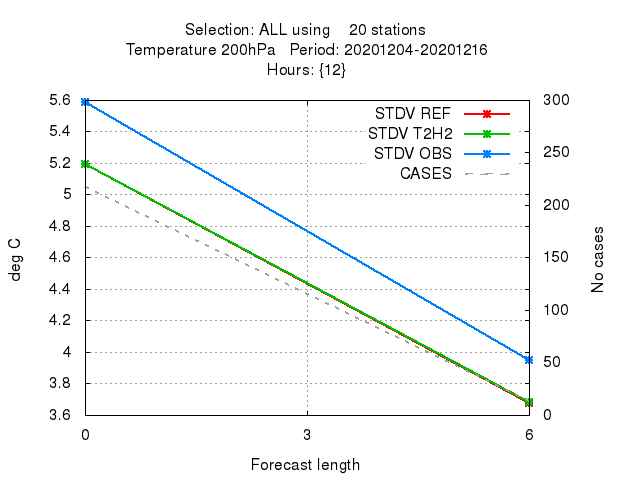 Selection: ALL using 20 stations
Temperature 200hPa Period: 20201204-20201216
Hours: {12}
5.6
5.4
5.2
5
4.8
4.6
4.4
4.2
4
3.8
3.6
deg C
STDV REF
STDV T2H2
STDV OBS
CASES
300
250
200
150
100
50
0
No cases
0 3 6
Forecast length